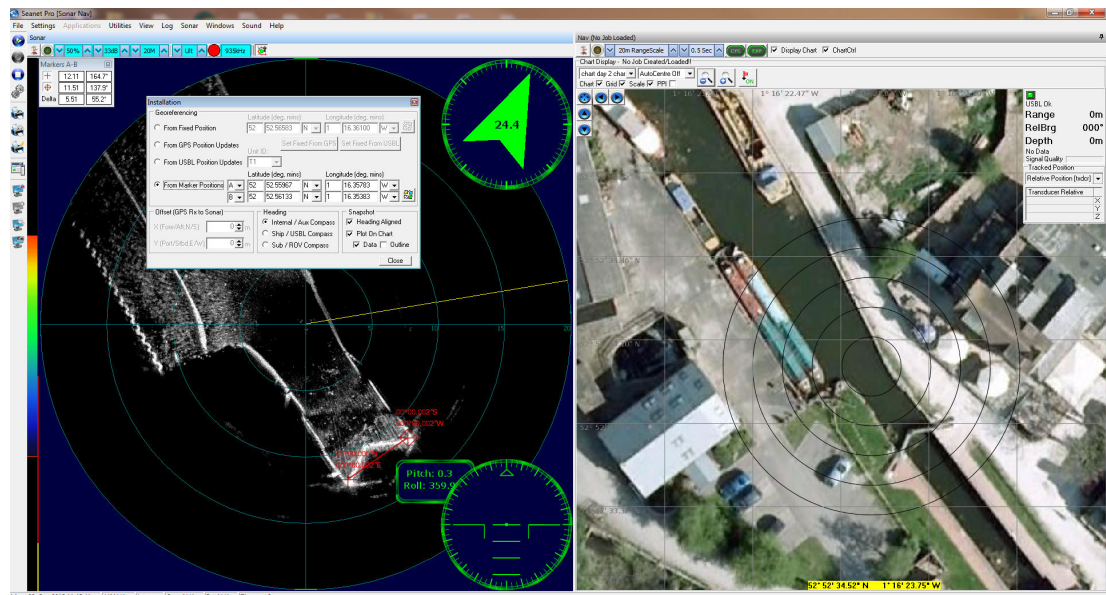 Seanet Pro [Sonar Nav]
File Settings Applications Utilities View Log Sonar Windows Sound Help
Sonar
50% 33dB 20M Ult 935kHz
Markers A-B
12.11 164.7°
11.51 137.9°
Delta 5.51 55.2°
Installation
Georeferencing
Latitude (deg, mins) Longitude (deg, mins)
From Fixed Position 52 52.56583 N 1 16.36100 W
From GPS Position Updates Set Fixed From GPS Set Fixed From USBL
Unit ID:
From USBL Position Updates T1
Latitude (deg, mins) Longitude (deg, mins)
From Marker Positions A 52 52.55967 N 1 16.35783 W
B 52 52.56133 N 1 16.35383 W
Offset (GPS Rx to Sonar)
X (Fore/Aft,N/S) 0 m
Y (Port/Stbd,E/W) 0 m
Heading
Internal / Aux Compass
Ship / USBL Compass
Sub / ROV Compass
Snapshot
Heading Aligned
Plot On Chart
Data Outline
Close
24.4
5 10 15 20
Pitch: 0.3
Roll: 359.9
Nav (No Job Loaded)
20m RangeScale 0.5 Sec Display Chart ChartCtrl
Chart Display - No Job Created/Loaded!!
chart day 2 char AutoCentre Off ON
Chart Grid Scale PPI
1° 16' 22.47" W
USBL Ok
Range 0m
RelBrg 000°
Depth 0m
No Data
Signal Quality
Tracked Position
Relative Position (txdcr)
Transducer Relative
X
Y
Z
52° 52' 34.52" N 1° 16' 23.75" W